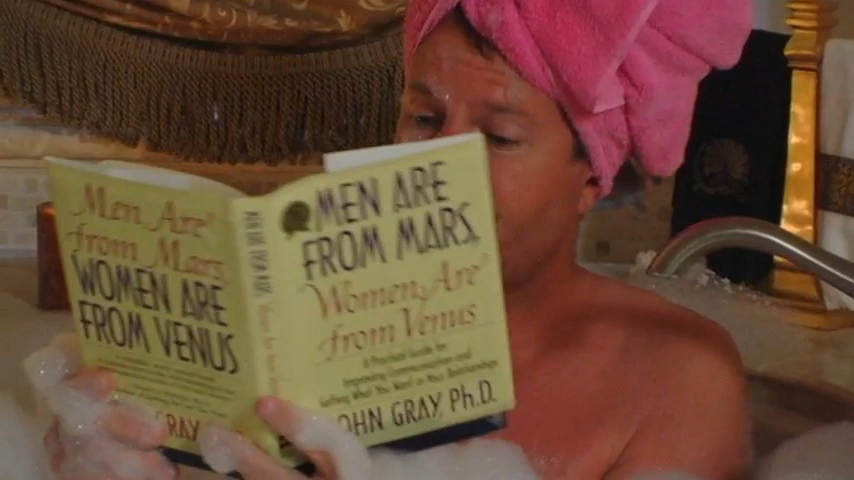 Men Are
from Mars,
WOMEN ARE
FROM VENUS
GRAY
MEN ARE
FROM MARS,
Women Are
from Venus
A Practical Guide for
Improving Communication and
Getting What You Want in Your Relationships
JOHN GRAY, Ph.D.